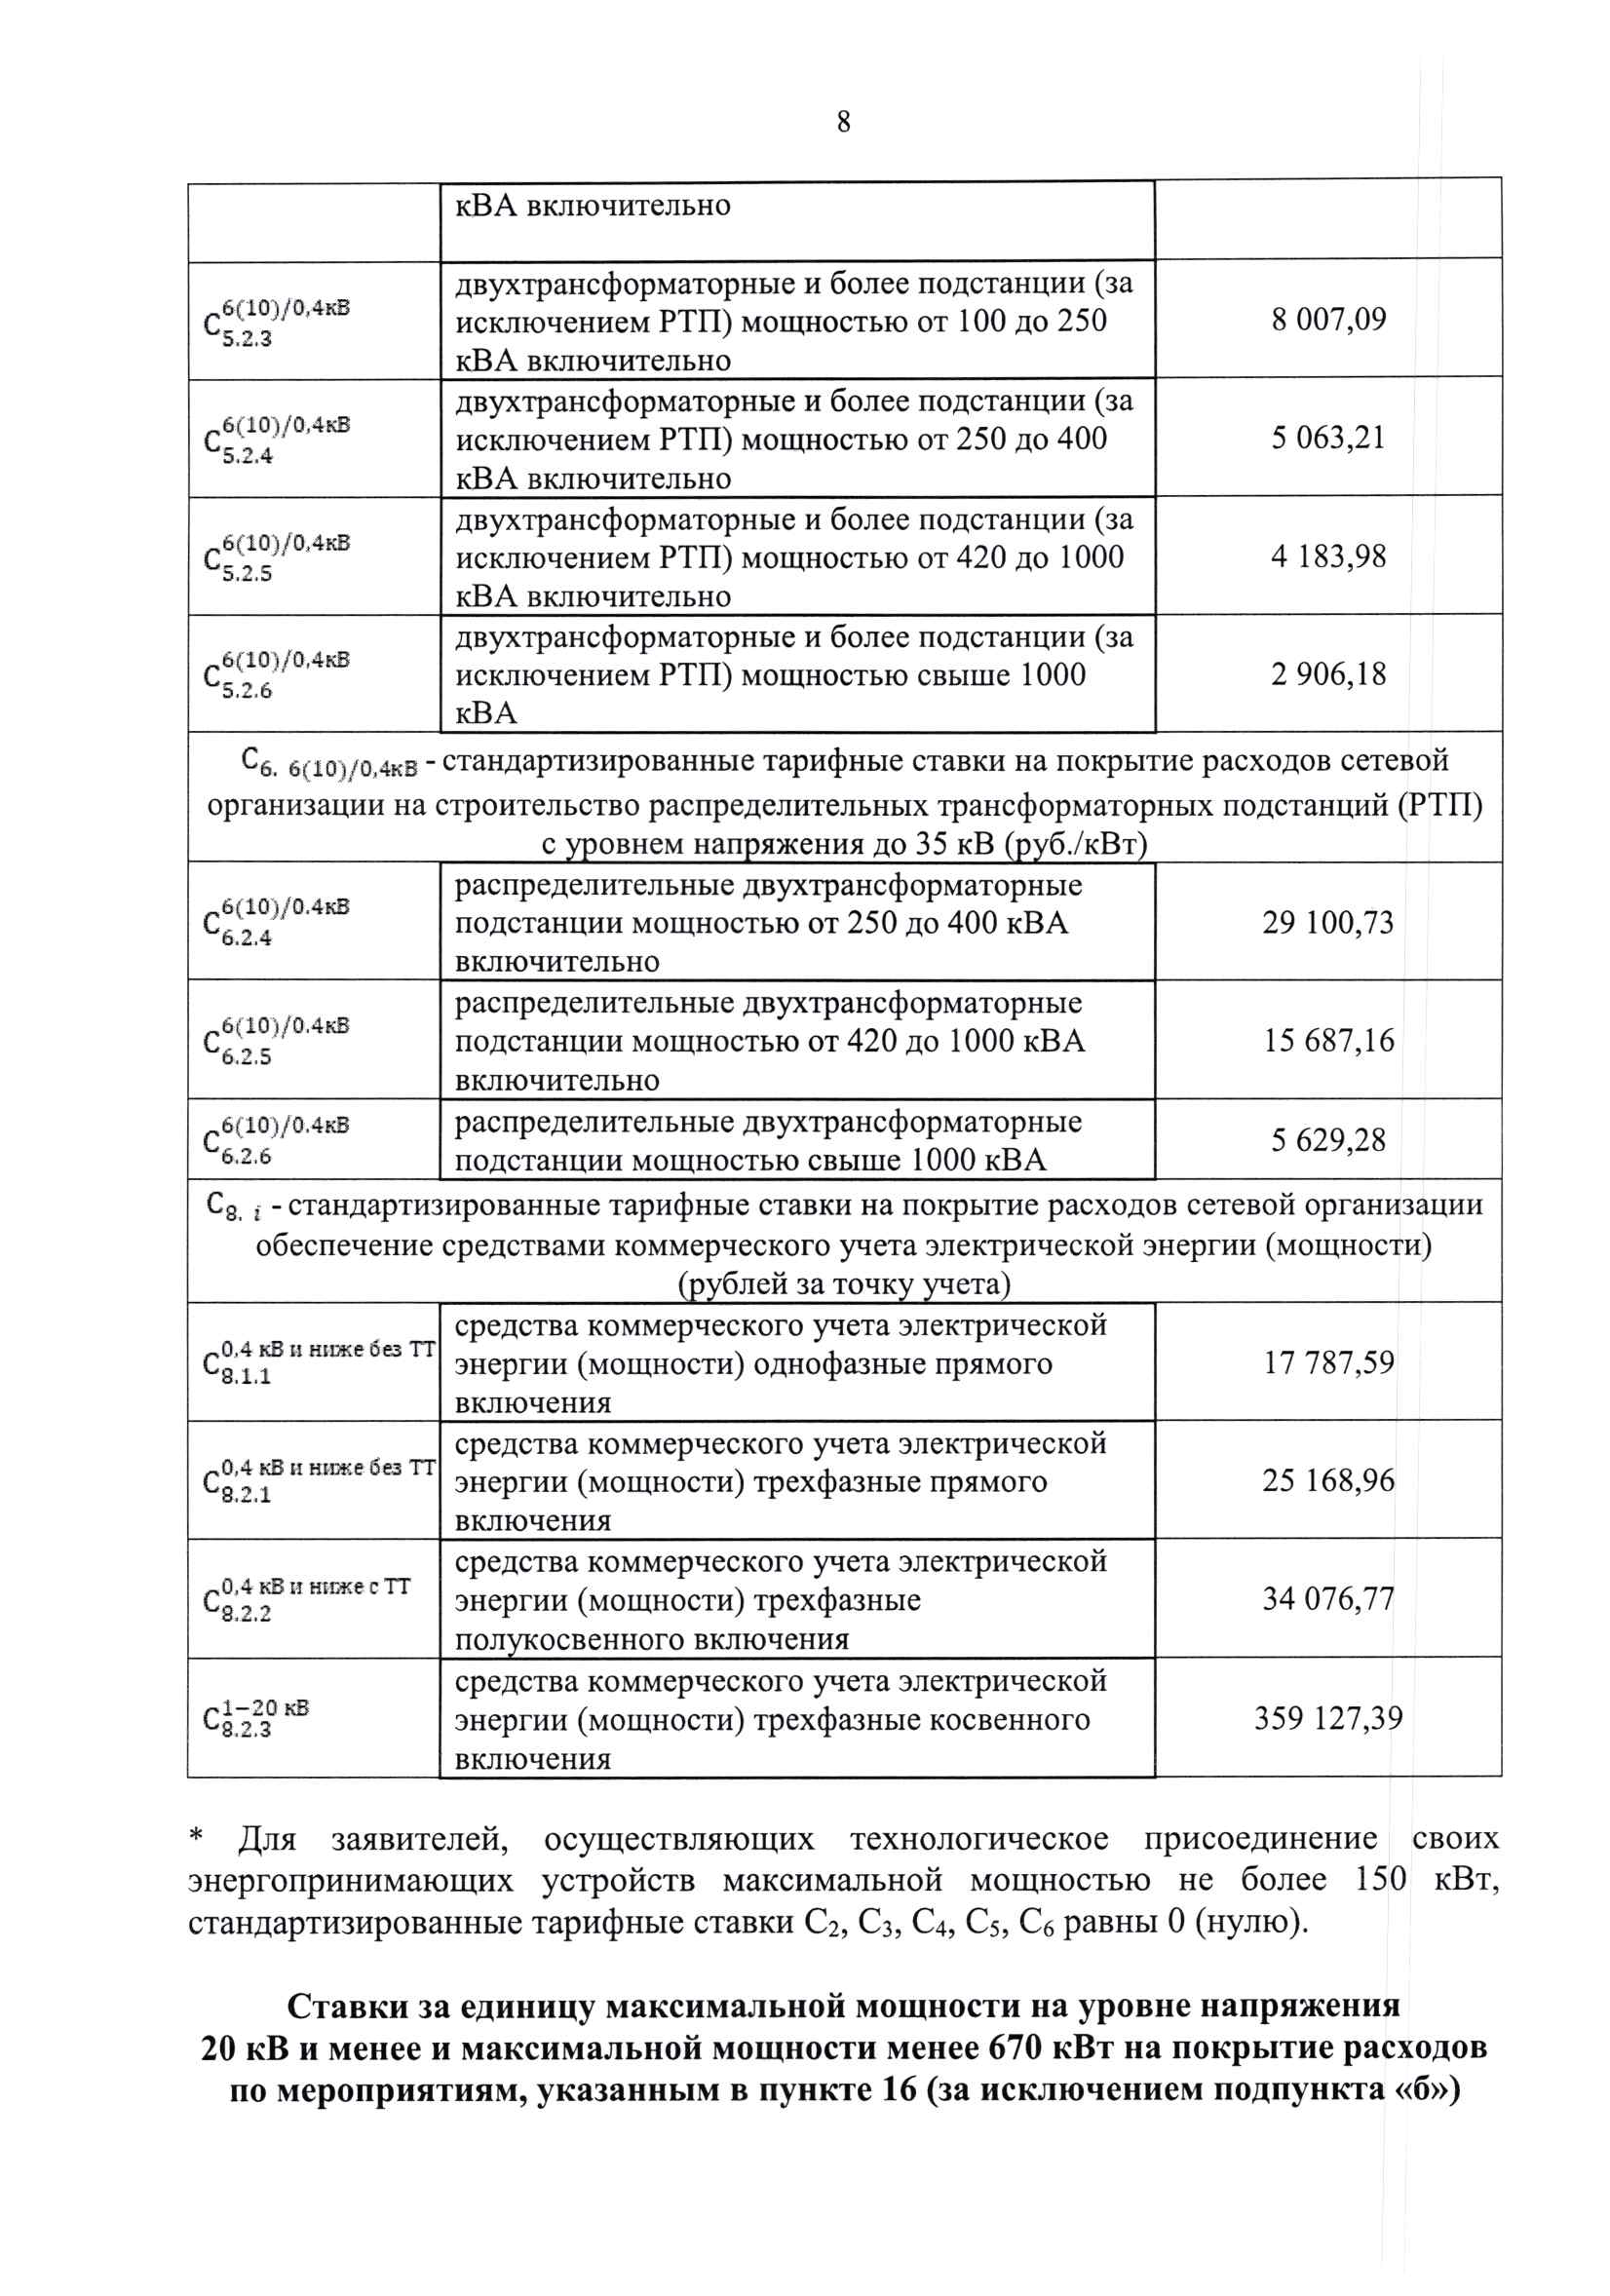 8
кВА включительно
С 6(10)/0,4кВ 5.2.3
двухтрансформаторные и более подстанции (за
исключением РТП) мощностью от 100 до 250
кВА включительно
8 007,09
С 6(10)/0,4кВ 5.2.4
двухтрансформаторные и более подстанции (за
исключением РТП) мощностью от 250 до 400
кВА включительно
5 063,21
С 6(10)/0,4кВ 5.2.5
двухтрансформаторные и более подстанции (за
исключением РТП) мощностью от 420 до 1000
кВА включительно
4 183,98
С 6(10)/0,4кВ 5.2.6
двухтрансформаторные и более подстанции (за
исключением РТП) мощностью свыше 1000
кВА
2 906,18
С6. 6(10)/0,4кВ - стандартизированные тарифные ставки на покрытие расходов сетевой
организации на строительство распределительных трансформаторных подстанций (РТП)
с уровнем напряжения до 35 кВ (руб./кВт)
С 6(10)/0.4кВ 6.2.4
распределительные двухтрансформаторные
подстанции мощностью от 250 до 400 кВА
включительно
29 100,73
С 6(10)/0.4кВ 6.2.5
распределительные двухтрансформаторные
подстанции мощностью от 420 до 1000 кВА
включительно
15 687,16
С 6(10)/0.4кВ 6.2.6
распределительные двухтрансформаторные
подстанции мощностью свыше 1000 кВА
5 629,28
С8. i - стандартизированные тарифные ставки на покрытие расходов сетевой организации
обеспечение средствами коммерческого учета электрической энергии (мощности)
(рублей за точку учета)
С 0,4 кВ и ниже без ТТ 8.1.1
средства коммерческого учета электрической
энергии (мощности) однофазные прямого
включения
17 787,59
С 0,4 кВ и ниже без ТТ 8.2.1
средства коммерческого учета электрической
энергии (мощности) трехфазные прямого
включения
25 168,96
С 0,4 кВ и ниже с ТТ 8.2.2
средства коммерческого учета электрической
энергии (мощности) трехфазные
полукосвенного включения
34 076,77
С 1–20 кВ 8.2.3
средства коммерческого учета электрической
энергии (мощности) трехфазные косвенного
включения
359 127,39
* Для заявителей, осуществляющих технологическое присоединение своих
энергопринимающих устройств максимальной мощностью не более 150 кВт,
стандартизированные тарифные ставки С2, С3, С4, С5, С6 равны 0 (нулю).
Ставки за единицу максимальной мощности на уровне напряжения
20 кВ и менее и максимальной мощности менее 670 кВт на покрытие расходов
по мероприятиям, указанным в пункте 16 (за исключением подпункта «б»)